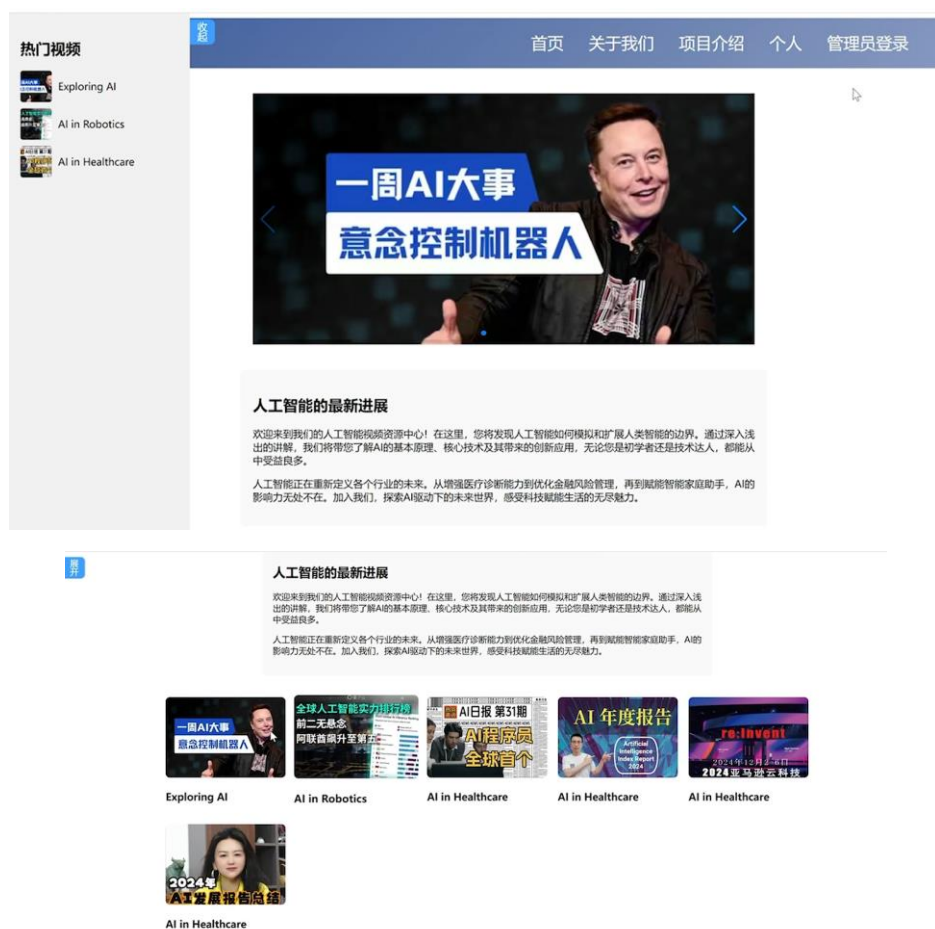 热门视频
Exploring AI
AI in Robotics
AI in Healthcare
收起
首页 关于我们 项目介绍 个人 管理员登录
一周AI大事
意念控制机器人
人工智能的最新进展
欢迎来到我们的人工智能视频资源中心！在这里，您将发现人工智能如何模拟和扩展人类智能的边界。通过深入浅
出的讲解，我们将带您了解AI的基本原理、核心技术及其带来的创新应用，无论您是初学者还是技术达人，都能从
中受益良多。
人工智能正在重新定义各个行业的未来。从增强医疗诊断能力到优化金融风险管理，再到赋能智能家庭助手，AI的
影响力无处不在。加入我们，探索AI驱动下的未来世界，感受科技赋能生活的无尽魅力。
展开
人工智能的最新进展
欢迎来到我们的人工智能视频资源中心！在这里，您将发现人工智能如何模拟和扩展人类智能的边界。通过深入浅
出的讲解，我们将带您了解AI的基本原理、核心技术及其带来的创新应用，无论您是初学者还是技术达人，都能从
中受益良多。
人工智能正在重新定义各个行业的未来。从增强医疗诊断能力到优化金融风险管理，再到赋能智能家庭助手，AI的
影响力无处不在。加入我们，探索AI驱动下的未来世界，感受科技赋能生活的无尽魅力。
一周AI大事
意念控制机器人
Exploring AI
全球人工智能实力排行榜
前二无悬念
阿联酋飙升至第五
AI in Robotics
AI日报 第31期
AI程序员
全球首个
AI in Healthcare
AI 年度报告
Artificial
Intelligence
Index Report
2024
AI in Healthcare
re:Invent
2024年12月2-6日
2024亚马逊云科技
AI in Healthcare
2024年
AI发展报告总结
AI in Healthcare